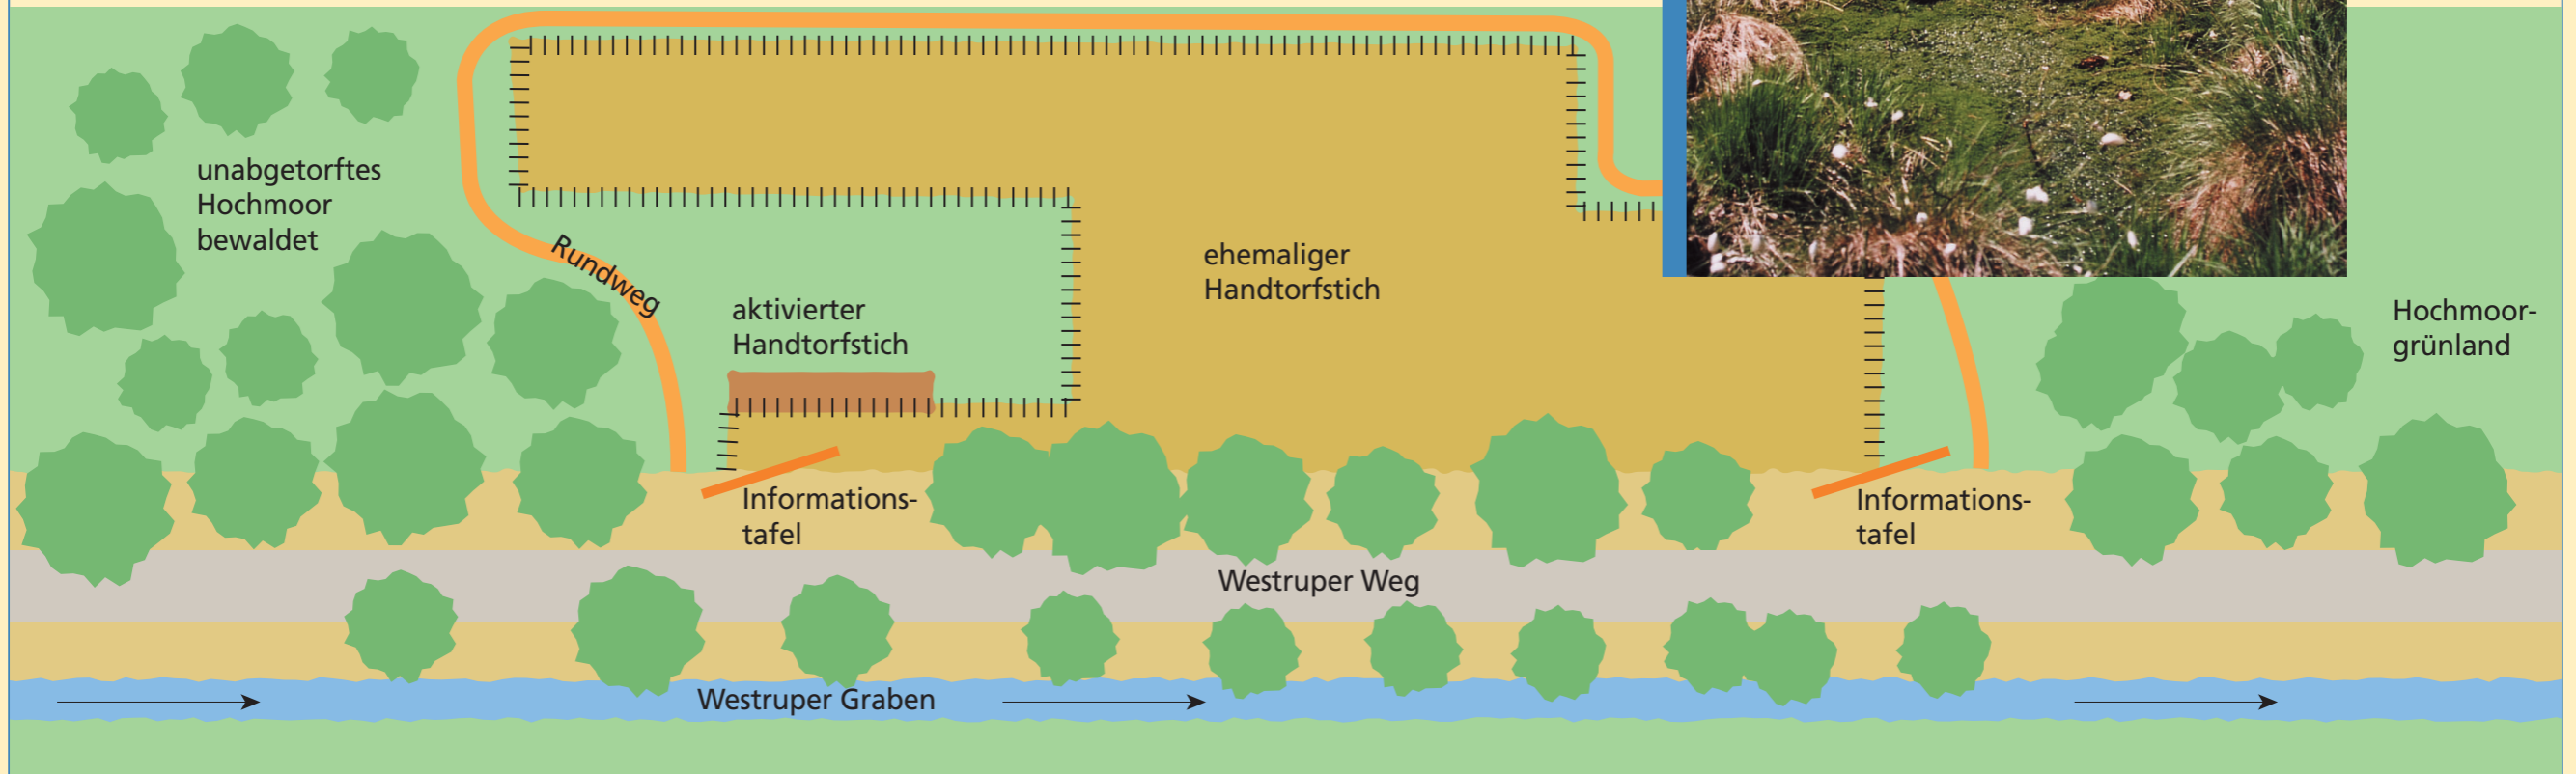 unabgetorftes
Hochmoor
bewaldet
Rundweg
aktivierter
Handtorfstich
ehemaliger
Handtorfstich
Hochmoor-
grünland
Informations-
tafel
Informations-
tafel
Westruper Weg
Westruper Graben